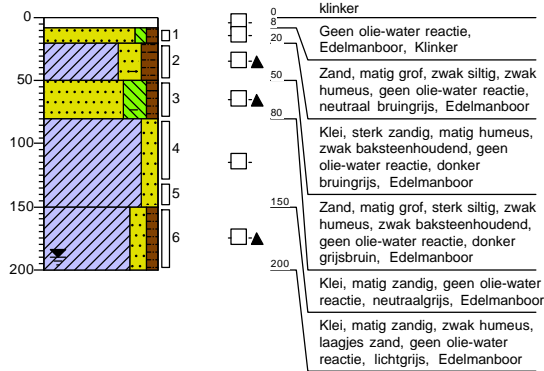 0
50
100
150
200
1
2
3
4
5
6
0
8
20
50
80
150
200
klinker
Geen olie-water reactie,
Edelmanboor, Klinker
Zand, matig grof, zwak siltig, zwak
humeus, geen olie-water reactie,
neutraal bruingrijs, Edelmanboor
Klei, sterk zandig, matig humeus,
zwak baksteenhoudend, geen
olie-water reactie, donker
bruingrijs, Edelmanboor
Zand, matig grof, sterk siltig, zwak
humeus, zwak baksteenhoudend,
geen olie-water reactie, donker
grijsbruin, Edelmanboor
Klei, matig zandig, geen olie-water
reactie, neutraalgrijs, Edelmanboor
Klei, matig zandig, zwak humeus,
laagjes zand, geen olie-water
reactie, lichtgrijs, Edelmanboor